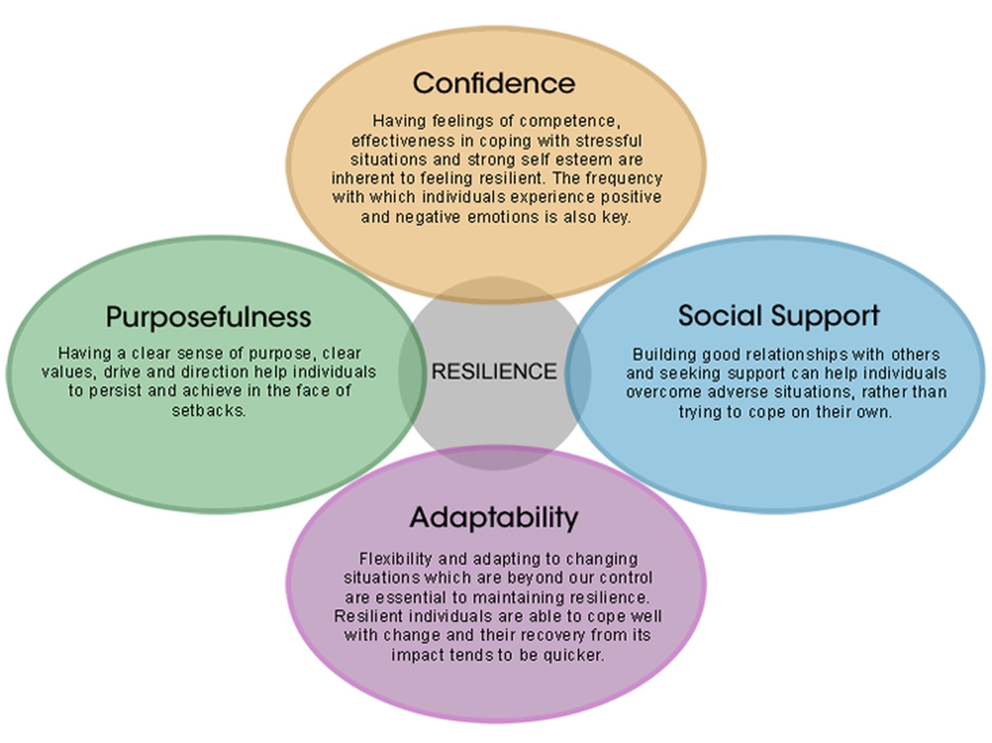 Confidence
Having feelings of competence,
effectiveness in coping with stressful
situations and strong self esteem are
inherent to feeling resilient. The frequency
with which individuals experience positive
and negative emotions is also key.
Purposefulness
Having a clear sense of purpose, clear
values, drive and direction help individuals
to persist and achieve in the face of
setbacks.
RESILIENCE
Social Support
Building good relationships with others
and seeking support can help individuals
overcome adverse situations, rather than
trying to cope on their own.
Adaptability
Flexibility and adapting to changing
situations which are beyond our control
are essential to maintaining resilience.
Resilient individuals are able to cope well
with change and their recovery from its
impact tends to be quicker.